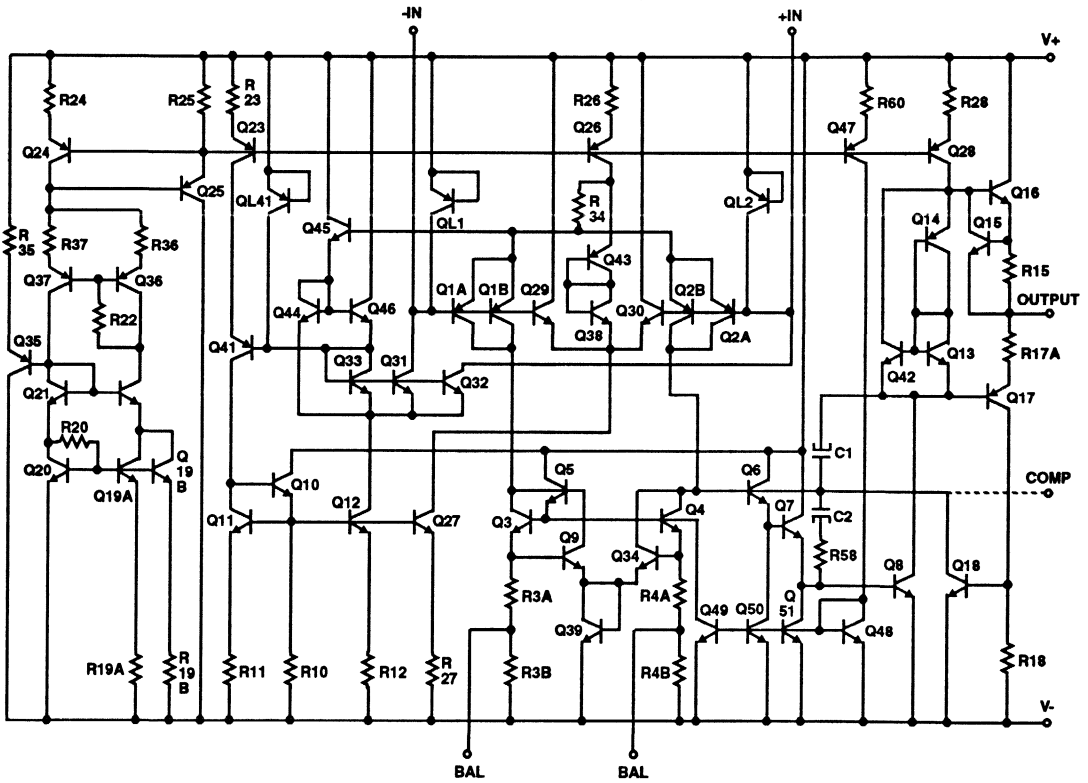 -IN
+IN
V+
R24
R25
R
23
R26
R60
R28
Q24
Q23
Q26
Q47
Q28
Q25
QL41
QL1
R
34
QL2
Q16
R
35
R37
R36
Q45
Q14
Q15
Q37
Q36
Q43
R15
R22
Q44
Q46
Q1A
Q1B
Q29
Q38
Q30
Q2B
Q2A
OUTPUT
Q35
Q41
Q33
Q31
Q32
Q42
Q13
R17A
Q21
Q17
R20
Q20
Q19A
Q
19
B
C1
Q10
Q5
Q6
COMP
Q11
Q12
Q27
Q3
Q4
Q7
C2
Q9
Q34
R58
Q8
Q18
R3A
R4A
Q
51
Q39
Q49
Q50
Q48
R19A
R
19
B
R11
R10
R12
R
27
R3B
R4B
R18
V-
BAL
BAL